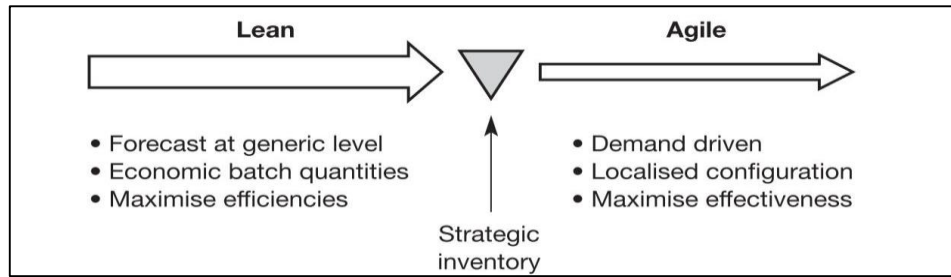 Lean
Agile
• Forecast at generic level
• Economic batch quantities
• Maximise efficiencies
• Demand driven
• Localised configuration
• Maximise effectiveness
Strategic
inventory